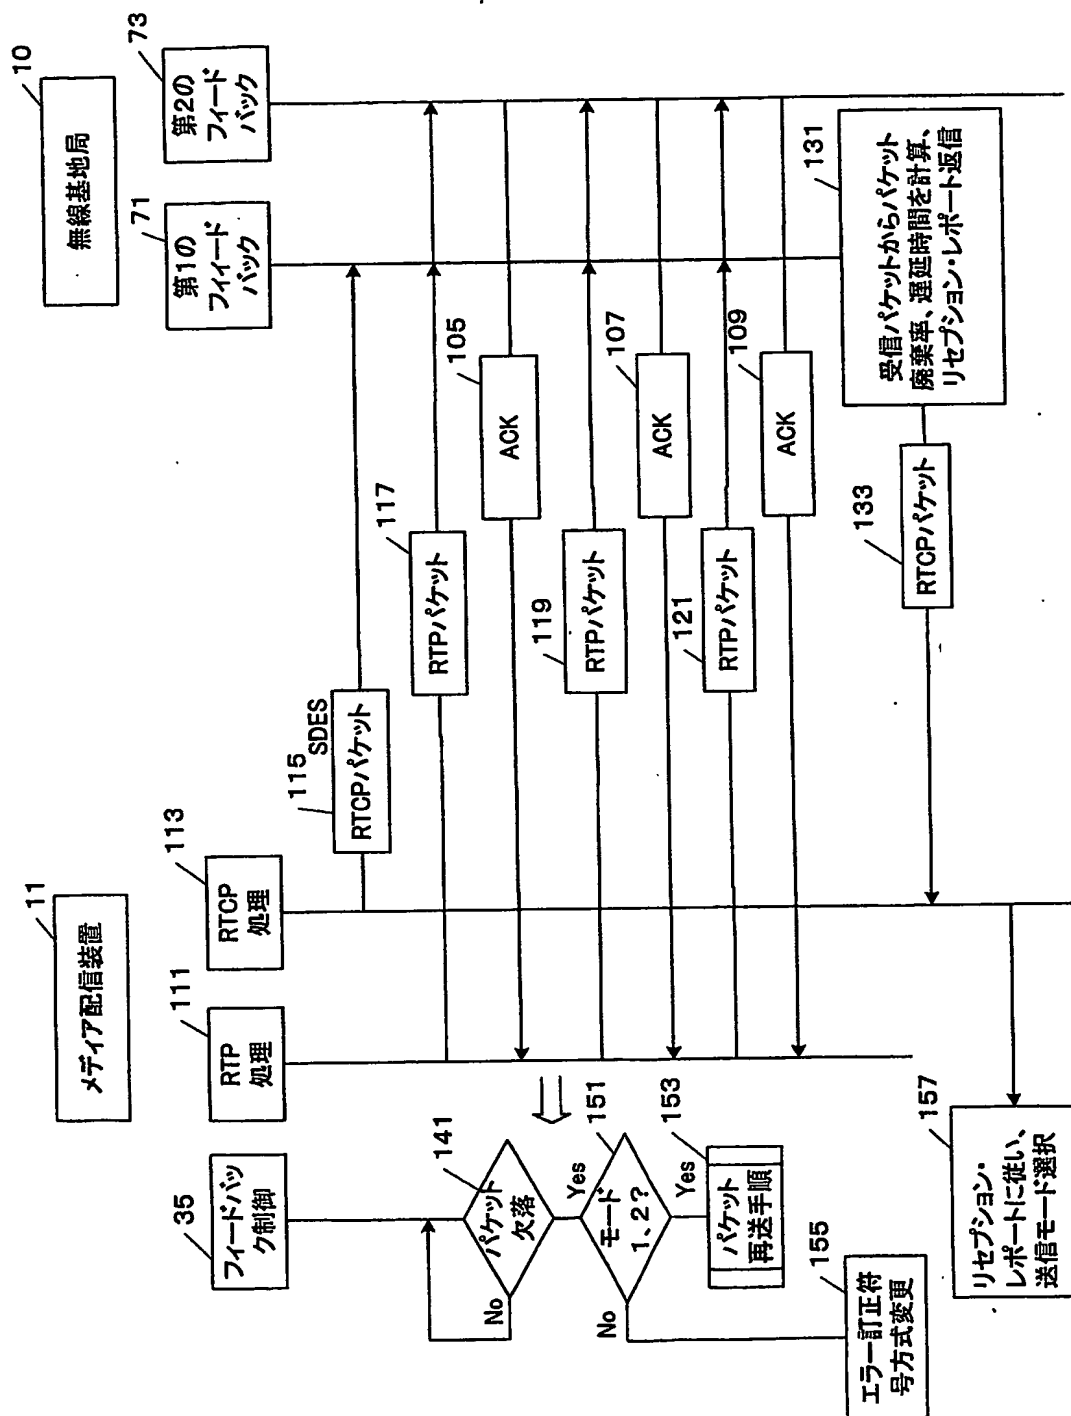 11
メディア配信装置
10
無線基地局
35
フィードバッ
ク制御
111
RTP
処理
113
RTCP
処理
71
第1の
フィード
バック
73
第2の
フィード
バック
115
SDES
RTCPパケット
117
RTPパケット
105
ACK
119
RTPパケット
107
ACK
121
RTPパケット
109
ACK
131
受信パケットからパケット
廃棄率、遅延時間を計算、
リセプション・レポート返信
133
RTCPパケット
141
パケット
欠落
No
Yes
151
モード
1、2?
No
Yes
153
パケット
再送手順
155
エラー訂正符
号方式変更
157
リセプション・
レポートに従い、
送信モード選択